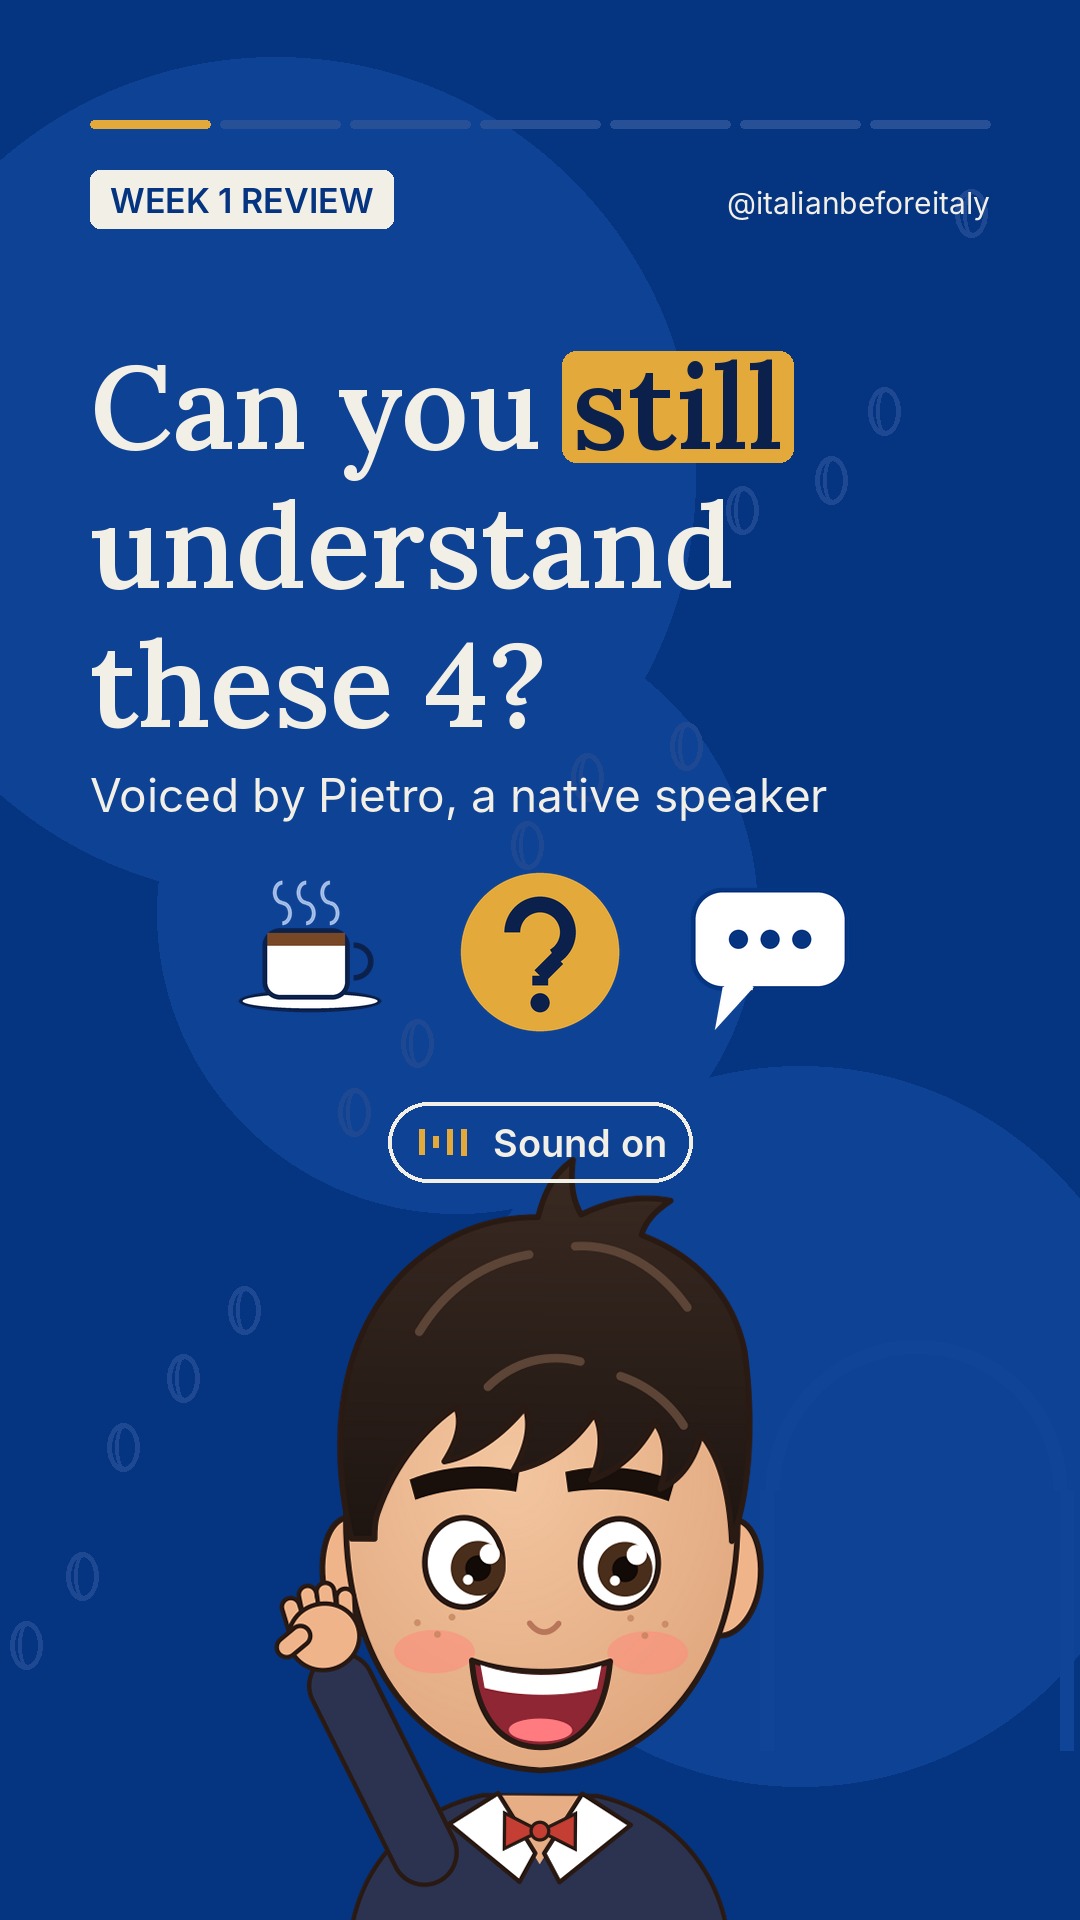 WEEK 1 REVIEW
@italianbeforeitaly
Can you still
understand
these 4?
Voiced by Pietro, a native speaker
?
Sound on